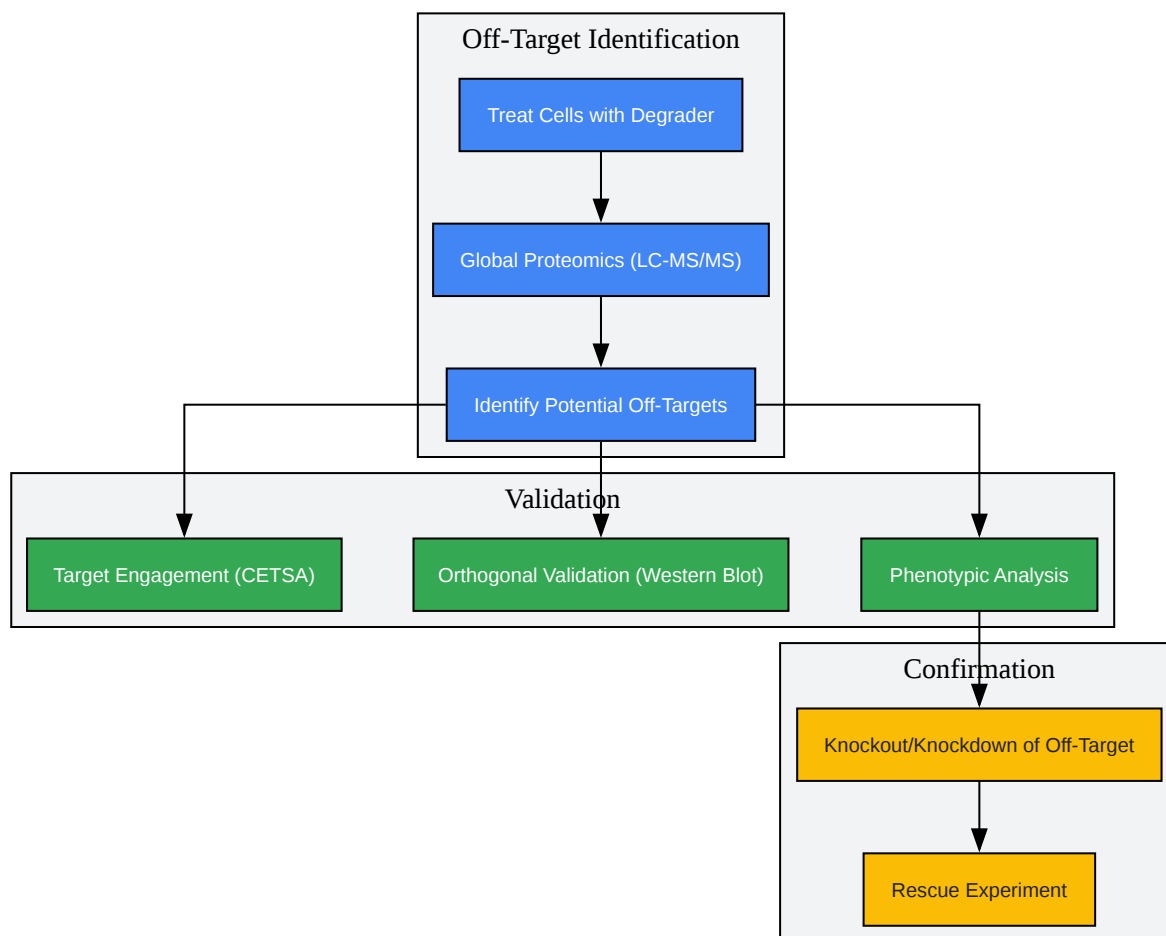 Off-Target Identification
Treat Cells with Degrader
Global Proteomics (LC-MS/MS)
Identify Potential Off-Targets
Validation
Target Engagement (CETSA)
Orthogonal Validation (Western Blot)
Phenotypic Analysis
Confirmation
Knockout/Knockdown of Off-Target
Rescue Experiment